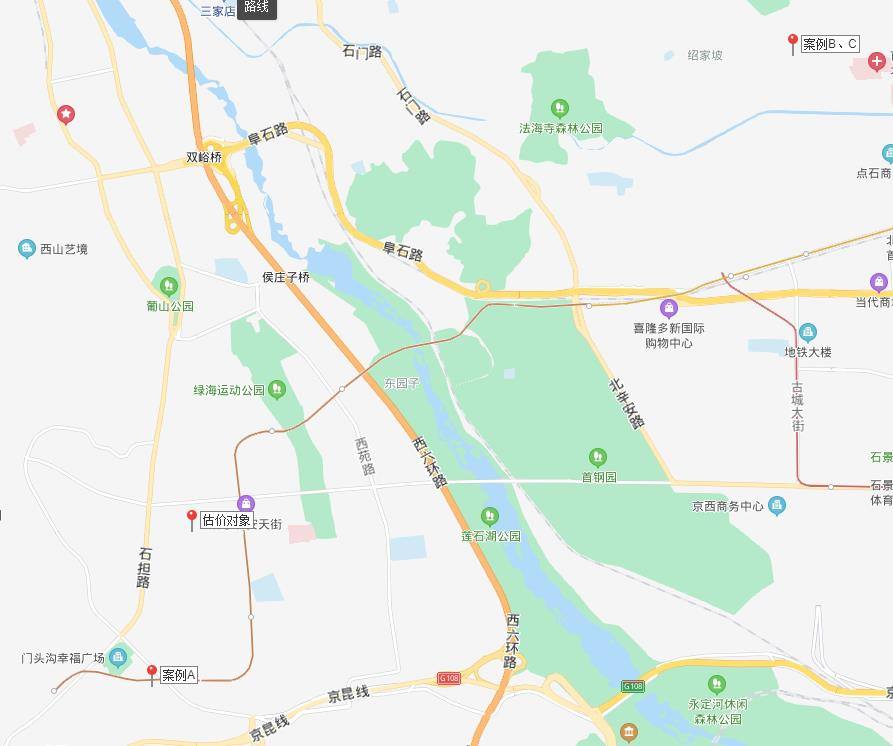 三家店
路线
石门路
案例B、C
绍家坡
石门路
法海寺森林公园
阜石路
双峪桥
点石商
西山艺境
阜石路
侯庄子桥
葡山公园
喜隆多新国际
购物中心
当代商
地铁大楼
东园子
绿海运动公园
北辛安路
古城大街
西苑路
西六环路
首钢园
石景
石景
体育
京西商务中心
估价对象
安天街
莲石湖公园
石担路
门头沟幸福广场
案例A
西六环路
G108
G108
京昆线
京昆线
永定河休闲
森林公园